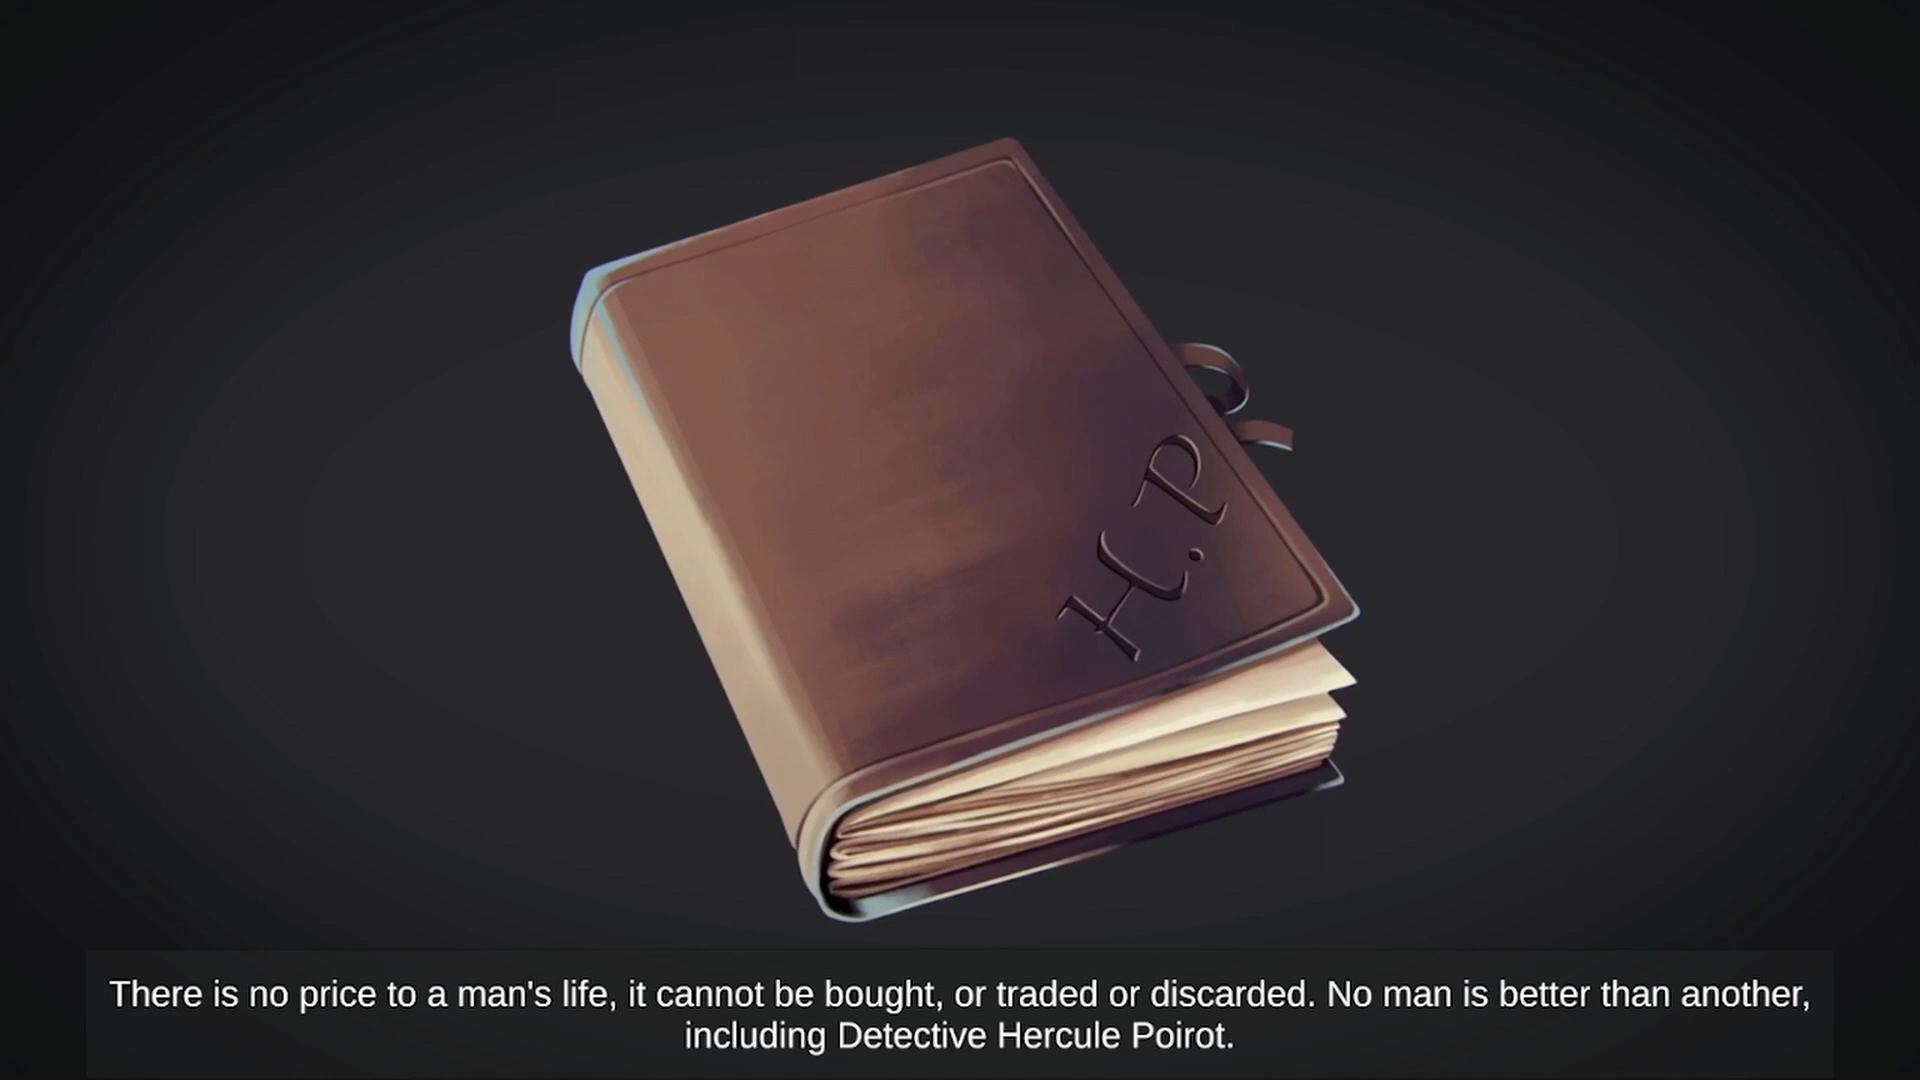 H.P
There is no price to a man's life, it cannot be bought, or traded or discarded. No man is better than another,
including Detective Hercule Poirot.